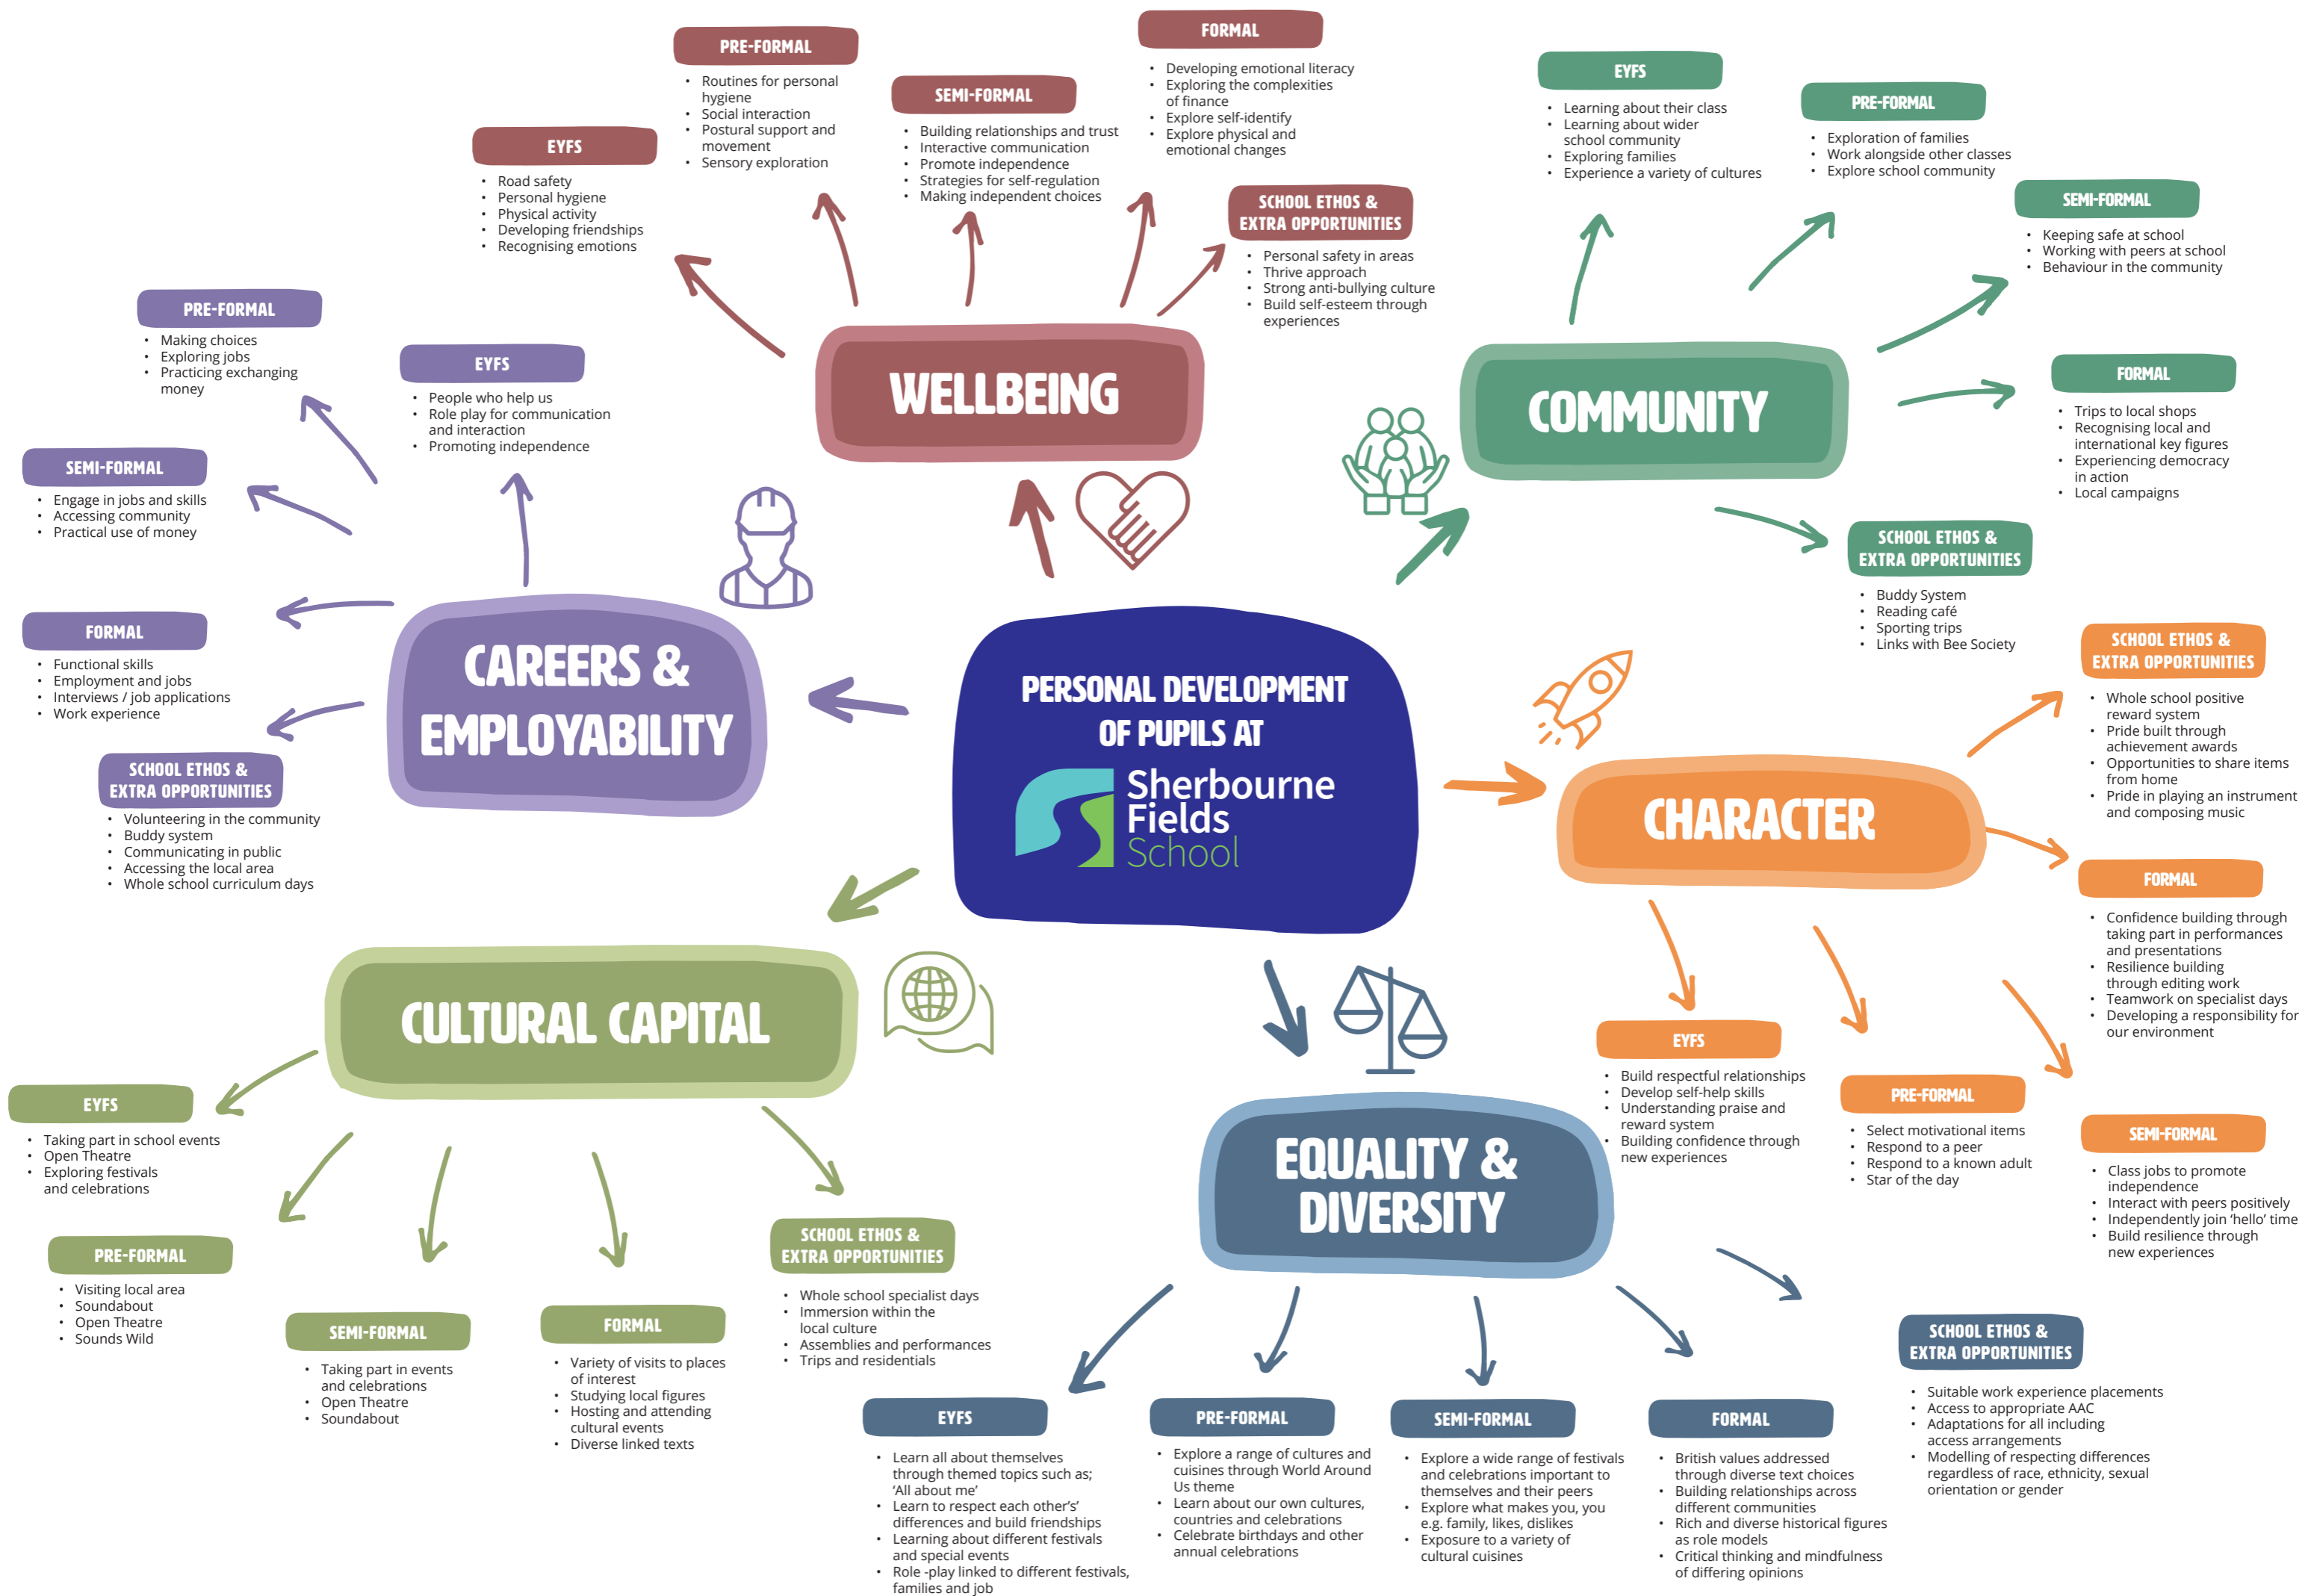 PERSONAL DEVELOPMENT
OF PUPILS AT
Sherbourne
Fields
School
WELLBEING
EYFS
• Road safety
• Personal hygiene
• Physical activity
• Developing friendships
• Recognising emotions
PRE-FORMAL
• Routines for personal
hygiene
• Social interaction
• Postural support and
movement
• Sensory exploration
SEMI-FORMAL
• Building relationships and trust
• Interactive communication
• Promote independence
• Strategies for self-regulation
• Making independent choices
FORMAL
• Developing emotional literacy
• Exploring the complexities
of finance
• Explore self-identify
• Explore physical and
emotional changes
SCHOOL ETHOS &
EXTRA OPPORTUNITIES
• Personal safety in areas
• Thrive approach
• Strong anti-bullying culture
• Build self-esteem through
experiences
COMMUNITY
EYFS
• Learning about their class
• Learning about wider
school community
• Exploring families
• Experience a variety of cultures
PRE-FORMAL
• Exploration of families
• Work alongside other classes
• Explore school community
SEMI-FORMAL
• Keeping safe at school
• Working with peers at school
• Behaviour in the community
FORMAL
• Trips to local shops
• Recognising local and
international key figures
• Experiencing democracy
in action
• Local campaigns
SCHOOL ETHOS &
EXTRA OPPORTUNITIES
• Buddy System
• Reading café
• Sporting trips
• Links with Bee Society
CHARACTER
SCHOOL ETHOS &
EXTRA OPPORTUNITIES
• Whole school positive
reward system
• Pride built through
achievement awards
• Opportunities to share items
from home
• Pride in playing an instrument
and composing music
FORMAL
• Confidence building through
taking part in performances
and presentations
• Resilience building
through editing work
• Teamwork on specialist days
• Developing a responsibility for
our environment
SEMI-FORMAL
• Class jobs to promote
independence
• Interact with peers positively
• Independently join ‘hello’ time
• Build resilience through
new experiences
PRE-FORMAL
• Select motivational items
• Respond to a peer
• Respond to a known adult
• Star of the day
EYFS
• Build respectful relationships
• Develop self-help skills
• Understanding praise and
reward system
• Building confidence through
new experiences
EQUALITY &
DIVERSITY
EYFS
• Learn all about themselves
through themed topics such as;
‘All about me’
• Learn to respect each other’s’
differences and build friendships
• Learning about different festivals
and special events
• Role -play linked to different festivals,
families and job
PRE-FORMAL
• Explore a range of cultures and
cuisines through World Around
Us theme
• Learn about our own cultures,
countries and celebrations
• Celebrate birthdays and other
annual celebrations
SEMI-FORMAL
• Explore a wide range of festivals
and celebrations important to
themselves and their peers
• Explore what makes you, you
e.g. family, likes, dislikes
• Exposure to a variety of
cultural cuisines
FORMAL
• British values addressed
through diverse text choices
• Building relationships across
different communities
• Rich and diverse historical figures
as role models
• Critical thinking and mindfulness
of differing opinions
SCHOOL ETHOS &
EXTRA OPPORTUNITIES
• Suitable work experience placements
• Access to appropriate AAC
• Adaptations for all including
access arrangements
• Modelling of respecting differences
regardless of race, ethnicity, sexual
orientation or gender
CULTURAL CAPITAL
EYFS
• Taking part in school events
• Open Theatre
• Exploring festivals
and celebrations
PRE-FORMAL
• Visiting local area
• Soundabout
• Open Theatre
• Sounds Wild
SEMI-FORMAL
• Taking part in events
and celebrations
• Open Theatre
• Soundabout
FORMAL
• Variety of visits to places
of interest
• Studying local figures
• Hosting and attending
cultural events
• Diverse linked texts
SCHOOL ETHOS &
EXTRA OPPORTUNITIES
• Whole school specialist days
• Immersion within the
local culture
• Assemblies and performances
• Trips and residentials
CAREERS &
EMPLOYABILITY
EYFS
• People who help us
• Role play for communication
and interaction
• Promoting independence
PRE-FORMAL
• Making choices
• Exploring jobs
• Practicing exchanging
money
SEMI-FORMAL
• Engage in jobs and skills
• Accessing community
• Practical use of money
FORMAL
• Functional skills
• Employment and jobs
• Interviews / job applications
• Work experience
SCHOOL ETHOS &
EXTRA OPPORTUNITIES
• Volunteering in the community
• Buddy system
• Communicating in public
• Accessing the local area
• Whole school curriculum days